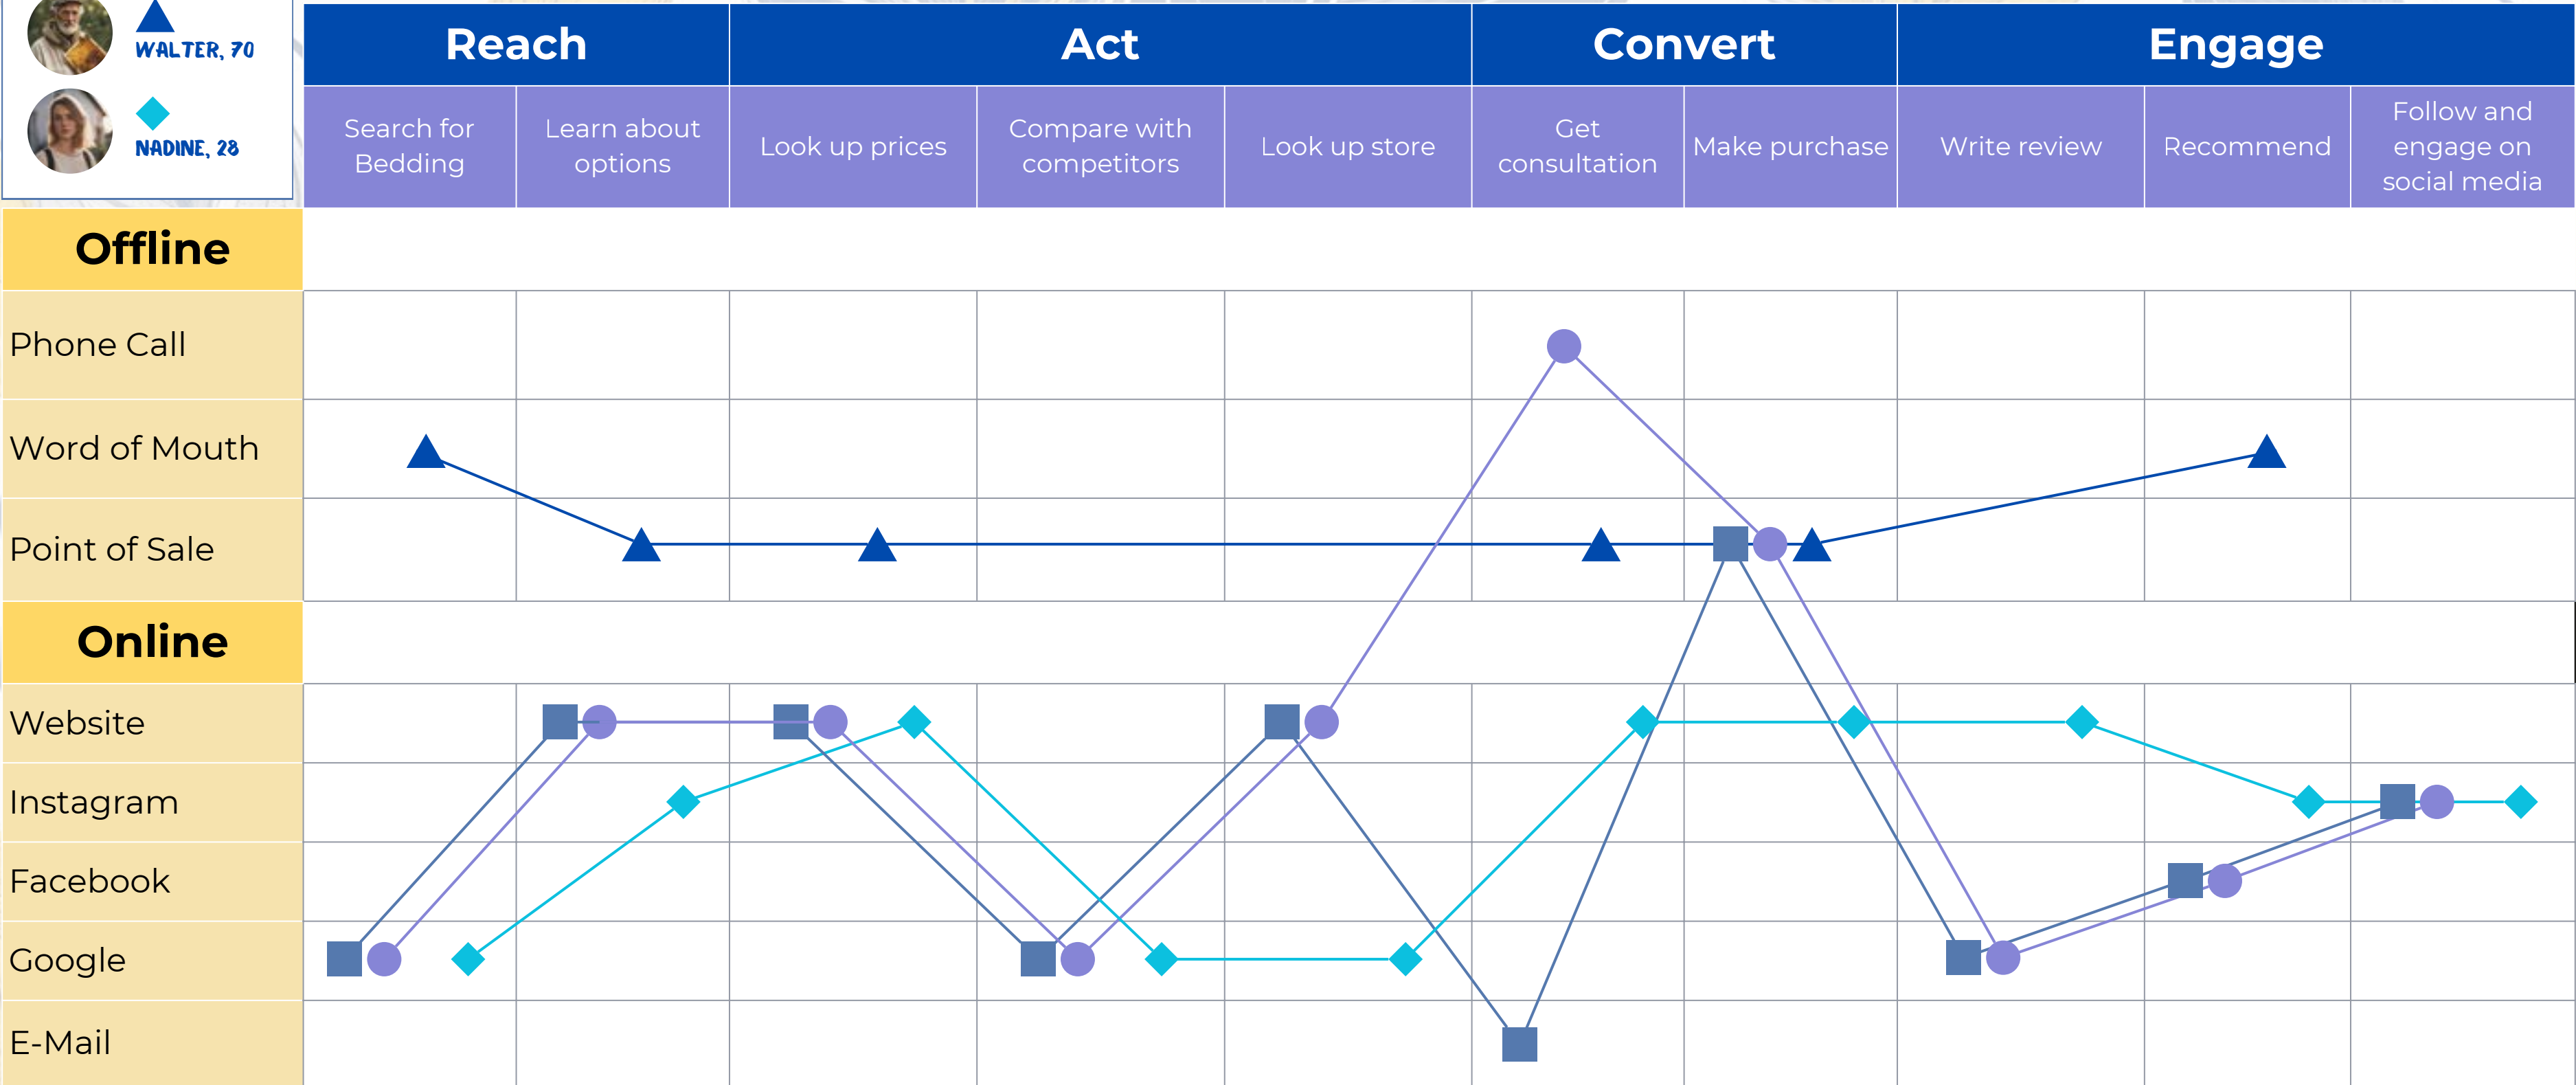 WALTER, 70
NADINE, 28
Reach
Act
Convert
Engage
Search for
Bedding
Learn about
options
Look up prices
Compare with
competitors
Look up store
Get
consultation
Make purchase
Write review
Recommend
Follow and
engage on
social media
Offline
Phone Call
Word of Mouth
Point of Sale
Online
Website
Instagram
Facebook
Google
E-Mail